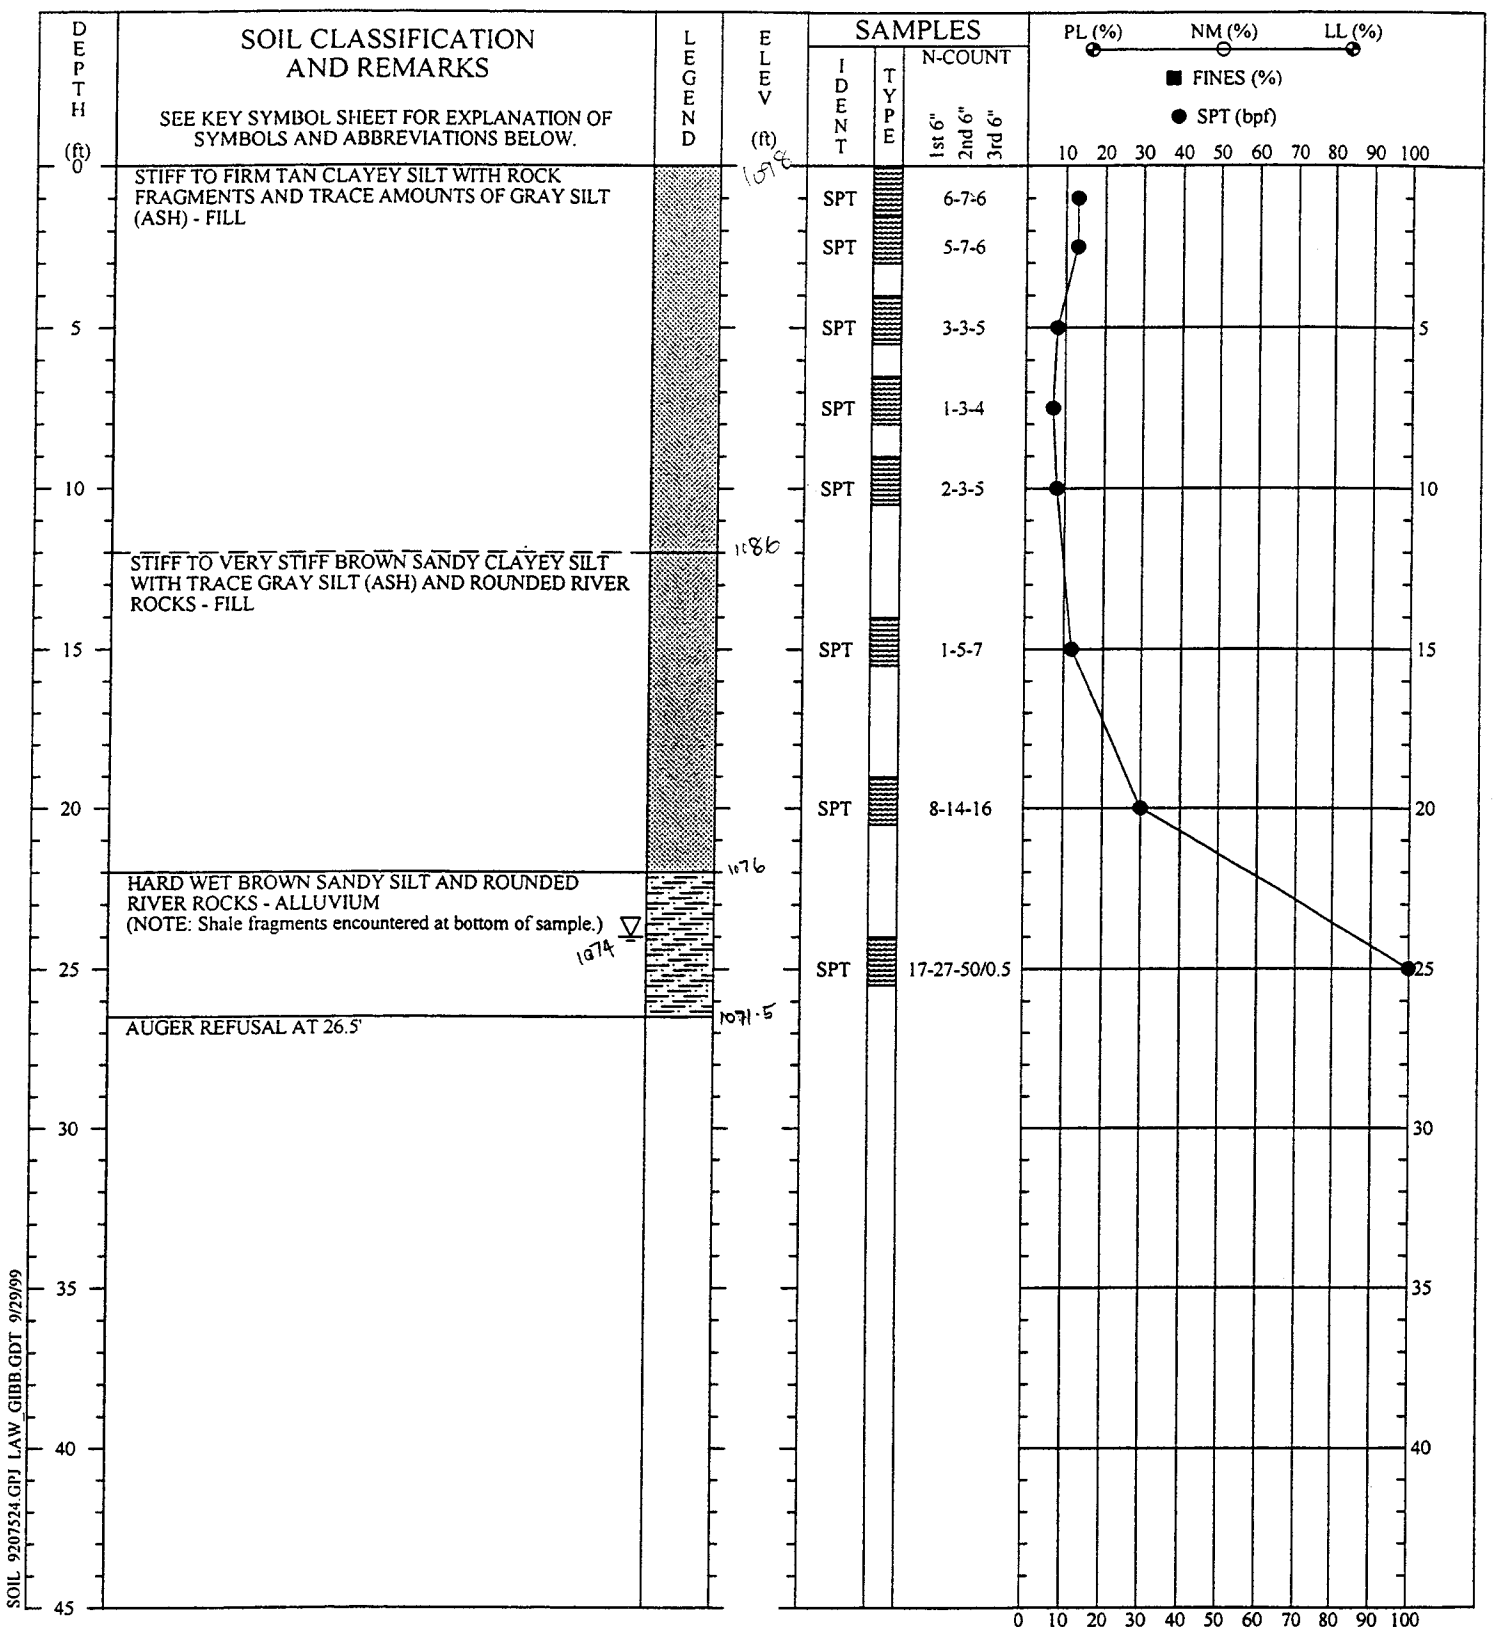 DEPTH (ft)
SOIL CLASSIFICATION
AND REMARKS
SEE KEY SYMBOL SHEET FOR EXPLANATION OF
SYMBOLS AND ABBREVIATIONS BELOW.
LEGEND
ELEV (ft)
SAMPLES
IDENT
TYPE
N-COUNT
1st 6"
2nd 6"
3rd 6"
PL (%) NM (%) LL (%)
FINES (%)
SPT (bpf)
10 20 30 40 50 60 70 80 90 100
0
1098
STIFF TO FIRM TAN CLAYEY SILT WITH ROCK
FRAGMENTS AND TRACE AMOUNTS OF GRAY SILT
(ASH) - FILL
SPT 6-7-6
SPT 5-7-6
5 SPT 3-3-5 5
SPT 1-3-4
10 SPT 2-3-5 10
1086
STIFF TO VERY STIFF BROWN SANDY CLAYEY SILT
WITH TRACE GRAY SILT (ASH) AND ROUNDED RIVER
ROCKS - FILL
15 SPT 1-5-7 15
20 SPT 8-14-16 20
1076
HARD WET BROWN SANDY SILT AND ROUNDED
RIVER ROCKS - ALLUVIUM
(NOTE: Shale fragments encountered at bottom of sample.)
1074
25 SPT 17-27-50/0.5 25
1071.5
AUGER REFUSAL AT 26.5'
30 30
35 35
40 40
45
0 10 20 30 40 50 60 70 80 90 100
SOIL 9207524.GPJ LAW_GIBB.GDT 9/29/99